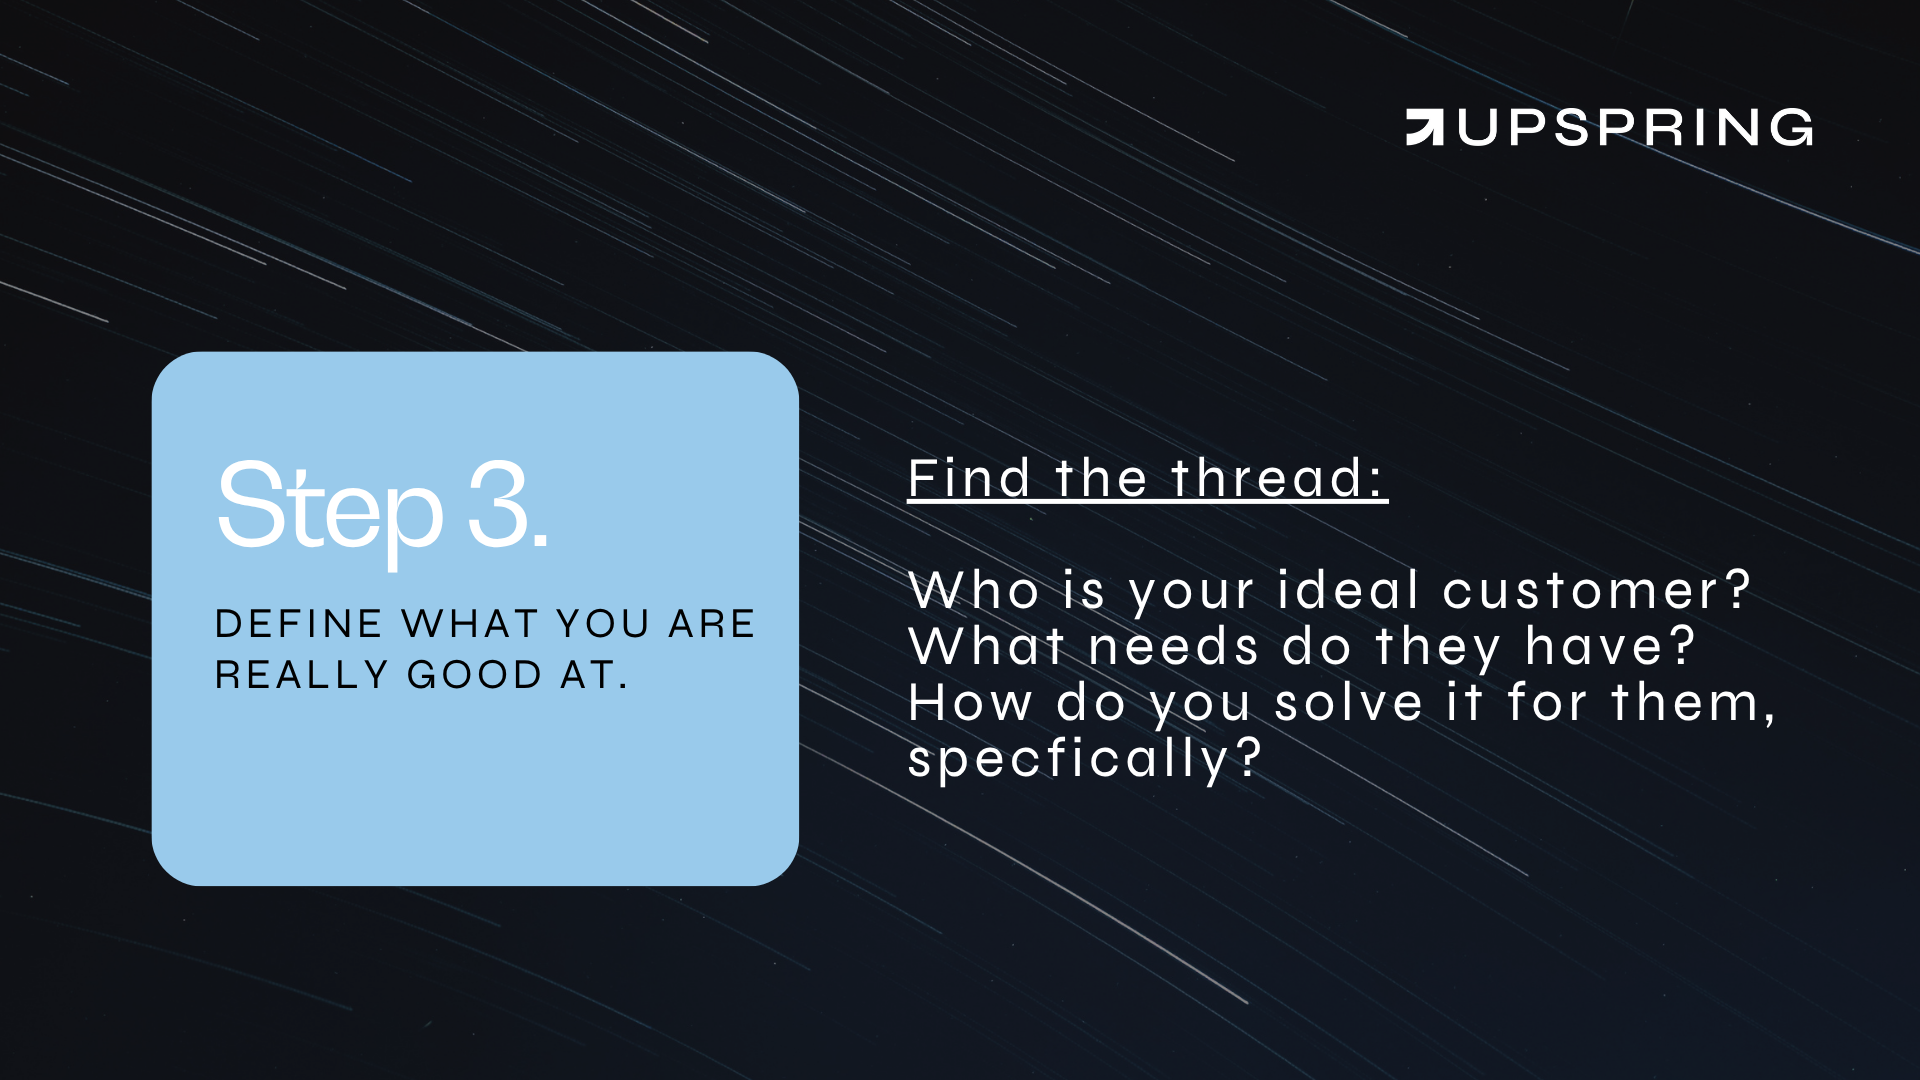 UPSPRING
Step 3.
DEFINE WHAT YOU ARE
REALLY GOOD AT.
Find the thread:
Who is your ideal customer?
What needs do they have?
How do you solve it for them,
specfically?